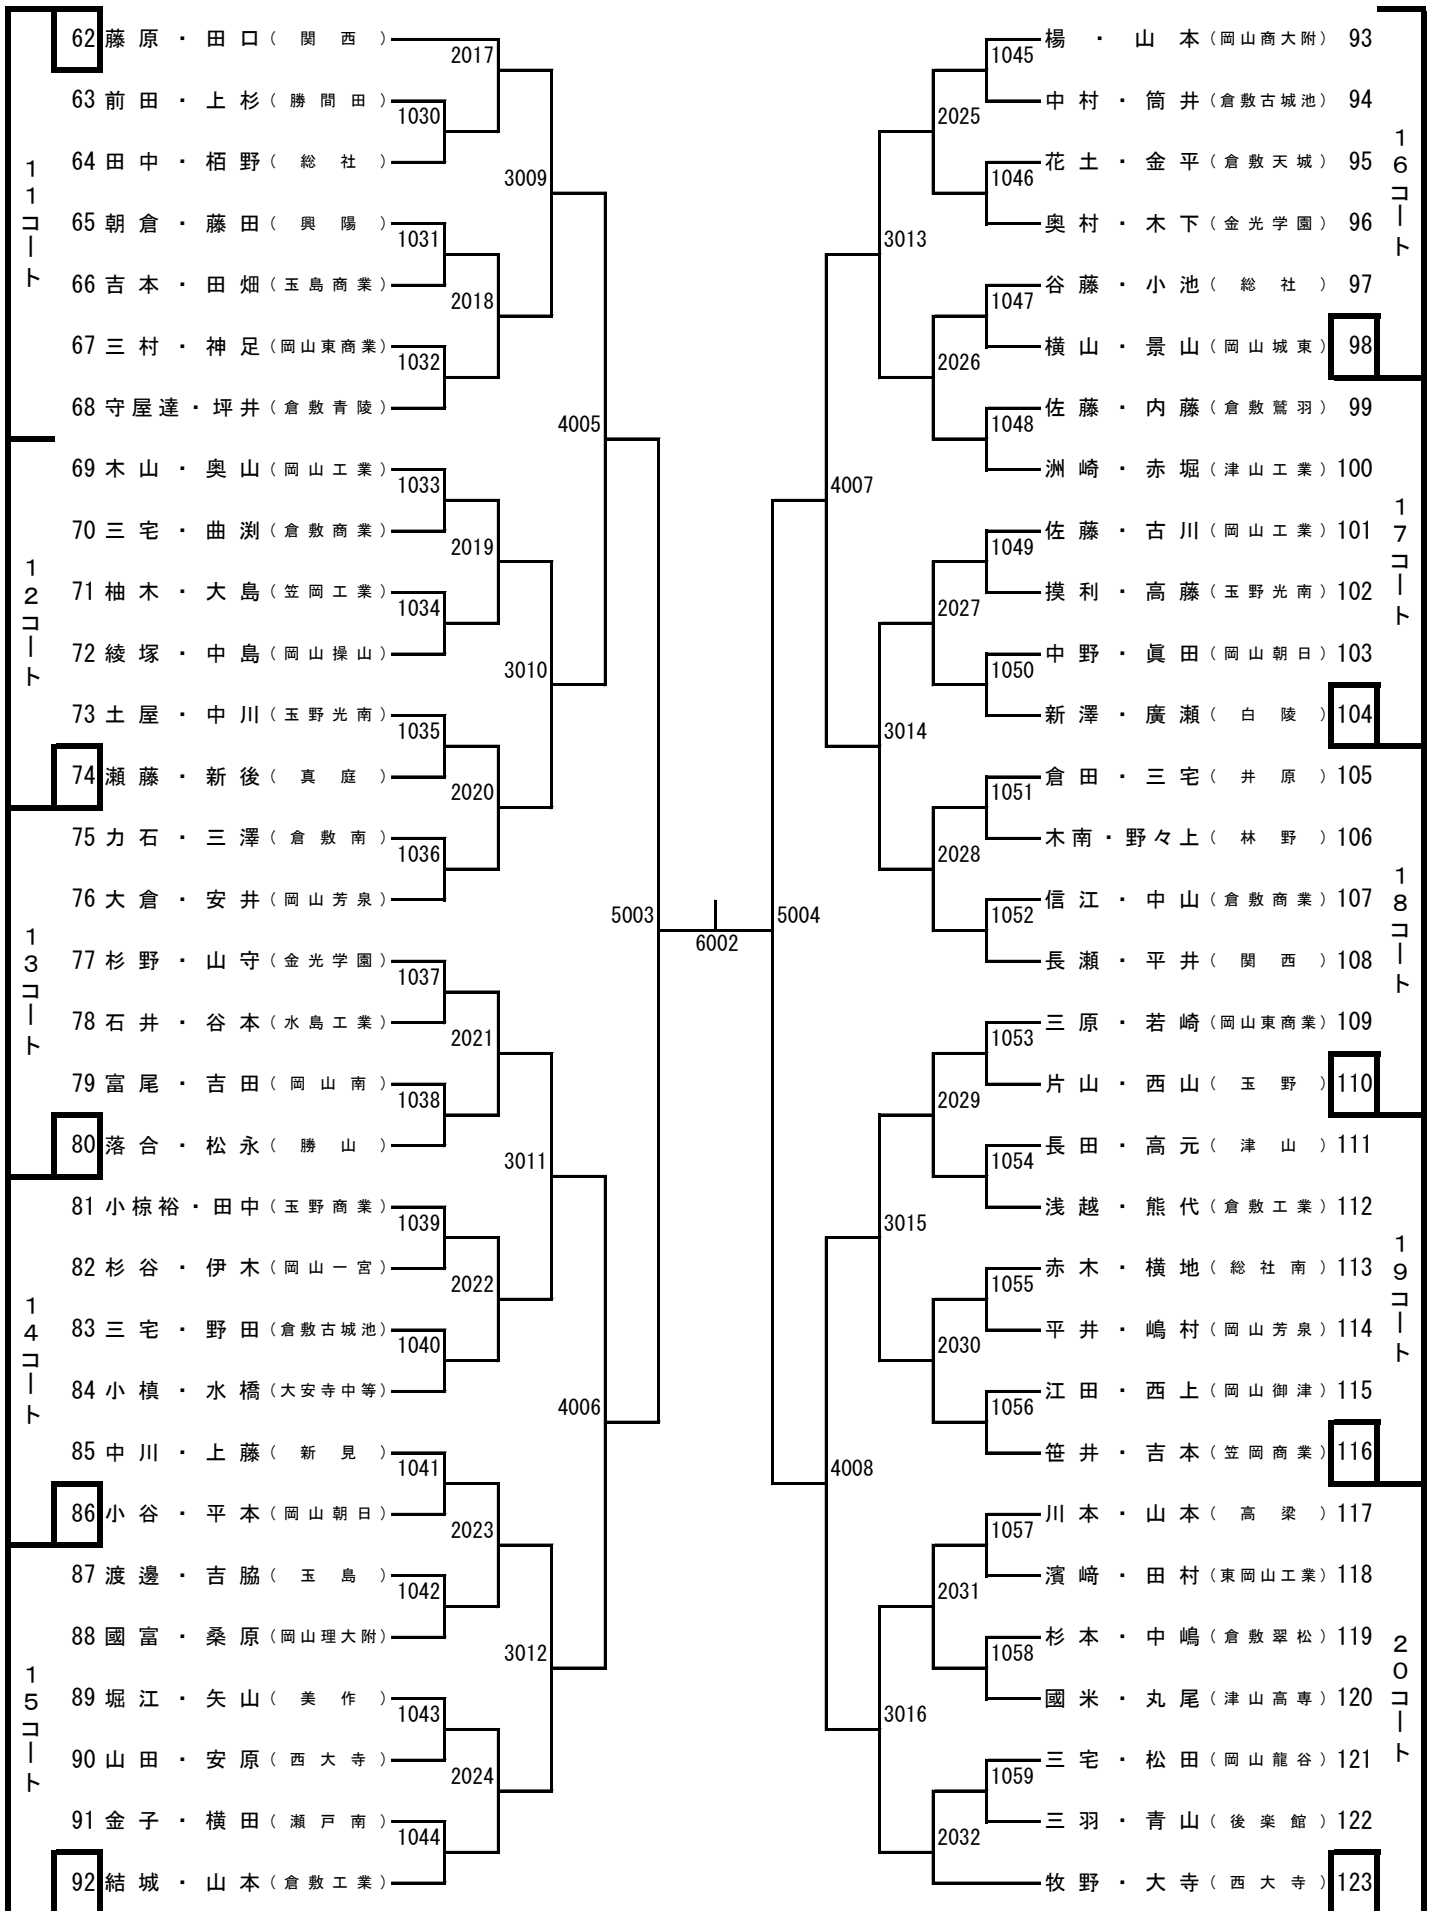 11コート
62 藤原・田口(関西)
63 前田・上杉(勝間田)
64 田中・栢野(総社)
65 朝倉・藤田(興陽)
66 吉本・田畑(玉島商業)
67 三村・神足(岡山東商業)
68 守屋達・坪井(倉敷青陵)
12コート
69 木山・奥山(岡山工業)
70 三宅・曲渕(倉敷商業)
71 柚木・大島(笠岡工業)
72 綾塚・中島(岡山操山)
73 土屋・中川(玉野光南)
74 瀬藤・新後(真庭)
13コート
75 力石・三澤(倉敷南)
76 大倉・安井(岡山芳泉)
77 杉野・山守(金光学園)
78 石井・谷本(水島工業)
79 富尾・吉田(岡山南)
80 落合・松永(勝山)
14コート
81 小椋裕・田中(玉野商業)
82 杉谷・伊木(岡山一宮)
83 三宅・野田(倉敷古城池)
84 小槙・水橋(大安寺中等)
85 中川・上藤(新見)
86 小谷・平本(岡山朝日)
15コート
87 渡邊・吉脇(玉島)
88 國富・桑原(岡山理大附)
89 堀江・矢山(美作)
90 山田・安原(西大寺)
91 金子・横田(瀬戸南)
92 結城・山本(倉敷工業)
2017
1030
3009
1031
2018
1032
4005
1033
2019
1034
3010
1035
2020
1036
5003
1037
2021
1038
3011
1039
2022
1040
4006
1041
2023
1042
3012
1043
2024
1044
6002
5004
1045
2025
1046
3013
1047
2026
1048
4007
1049
2027
1050
3014
1051
2028
1052
1053
2029
1054
3015
1055
2030
1056
4008
1057
2031
1058
3016
1059
2032
16コート
楊・山本(岡山商大附) 93
中村・筒井(倉敷古城池) 94
花土・金平(倉敷天城) 95
奥村・木下(金光学園) 96
谷藤・小池(総社) 97
横山・景山(岡山城東) 98
17コート
佐藤・内藤(倉敷鷲羽) 99
洲崎・赤堀(津山工業) 100
佐藤・古川(岡山工業) 101
摸利・高藤(玉野光南) 102
中野・眞田(岡山朝日) 103
新澤・廣瀬(白陵) 104
18コート
倉田・三宅(井原) 105
木南・野々上(林野) 106
信江・中山(倉敷商業) 107
長瀬・平井(関西) 108
三原・若崎(岡山東商業) 109
片山・西山(玉野) 110
19コート
長田・高元(津山) 111
浅越・熊代(倉敷工業) 112
赤木・横地(総社南) 113
平井・嶋村(岡山芳泉) 114
江田・西上(岡山御津) 115
笹井・吉本(笠岡商業) 116
20コート
川本・山本(高梁) 117
濱﨑・田村(東岡山工業) 118
杉本・中嶋(倉敷翠松) 119
國米・丸尾(津山高専) 120
三宅・松田(岡山龍谷) 121
三羽・青山(後楽館) 122
牧野・大寺(西大寺) 123